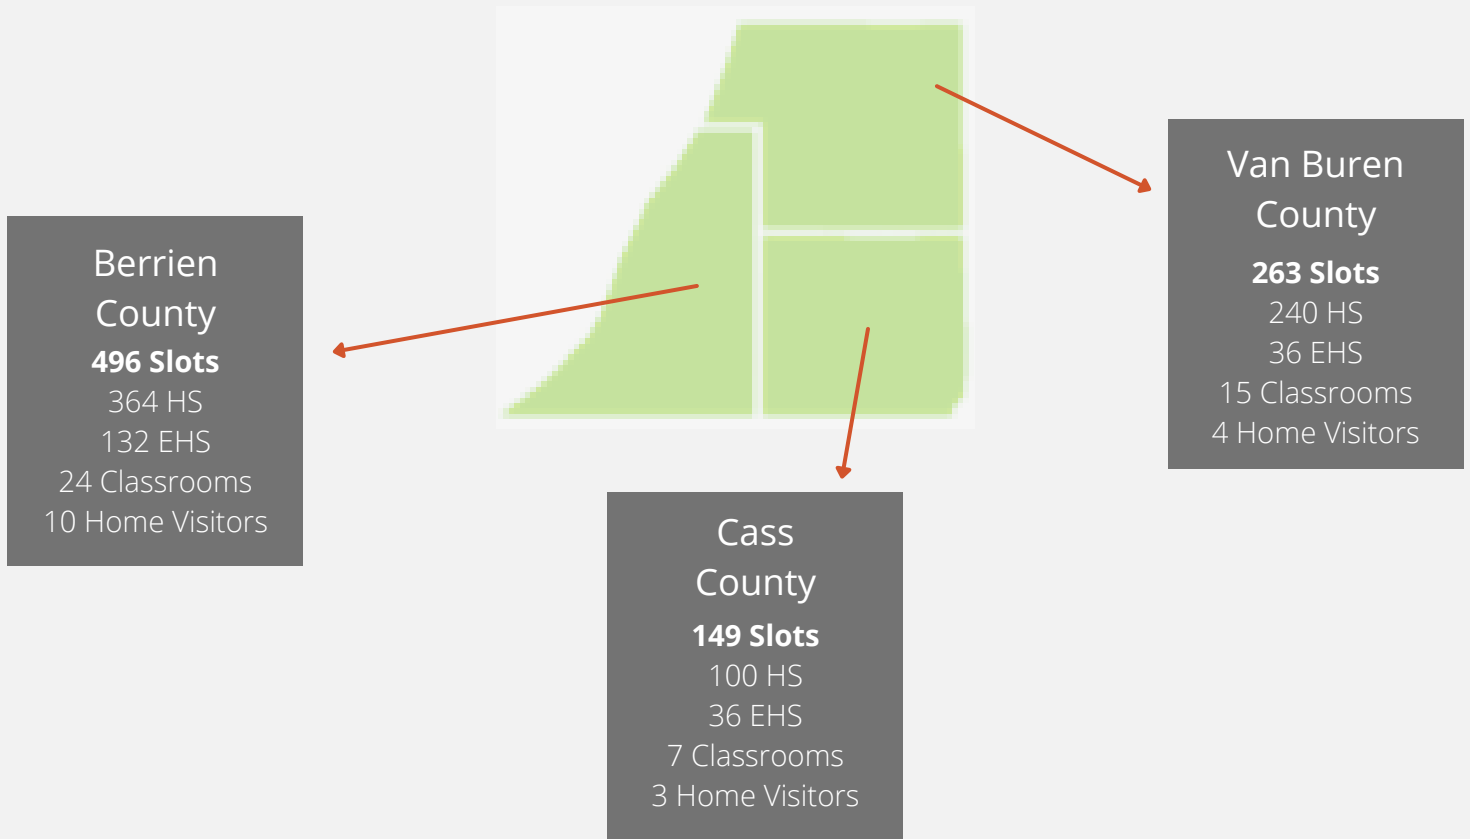 Berrien
County
496 Slots
364 HS
132 EHS
24 Classrooms
10 Home Visitors
Cass
County
149 Slots
100 HS
36 EHS
7 Classrooms
3 Home Visitors
Van Buren
County
263 Slots
240 HS
36 EHS
15 Classrooms
4 Home Visitors